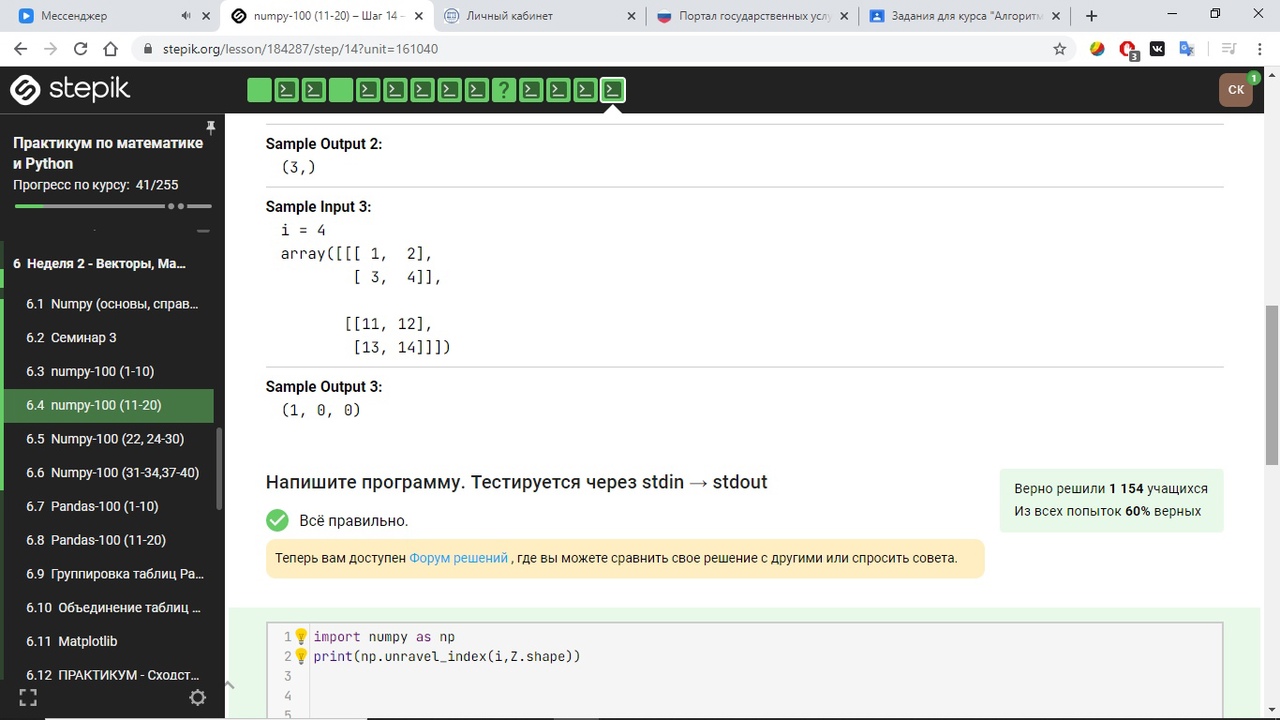 Мессенджер
numpy-100 (11-20) – Шаг 14 –
Личный кабинет
Портал государственных услу
Задания для курса "Алгоритм
stepik.org/lesson/184287/step/14?unit=161040
3
stepik
?
СК
1
Практикум по математике
и Python
Прогресс по курсу: 41/255
6 Неделя 2 - Векторы, Ма...
6.1 Numpy (основы, справ...
6.2 Семинар 3
6.3 numpy-100 (1-10)
6.4 numpy-100 (11-20)
6.5 Numpy-100 (22, 24-30)
6.6 Numpy-100 (31-34,37-40)
6.7 Pandas-100 (1-10)
6.8 Pandas-100 (11-20)
6.9 Группировка таблиц Pa...
6.10 Объединение таблиц ...
6.11 Matplotlib
6.12 ПРАКТИКУМ - Сходст...
Sample Output 2:
(3,)
Sample Input 3:
i = 4
array([[[ 1,  2],
[ 3,  4]],
[[11, 12],
[13, 14]]])
Sample Output 3:
(1, 0, 0)
Напишите программу. Тестируется через stdin → stdout
Всё правильно.
Теперь вам доступен Форум решений , где вы можете сравнить свое решение с другими или спросить совета.
Верно решили 1 154 учащихся
Из всех попыток 60% верных
1 import numpy as np
2 print(np.unravel_index(i,Z.shape))
3
4
5